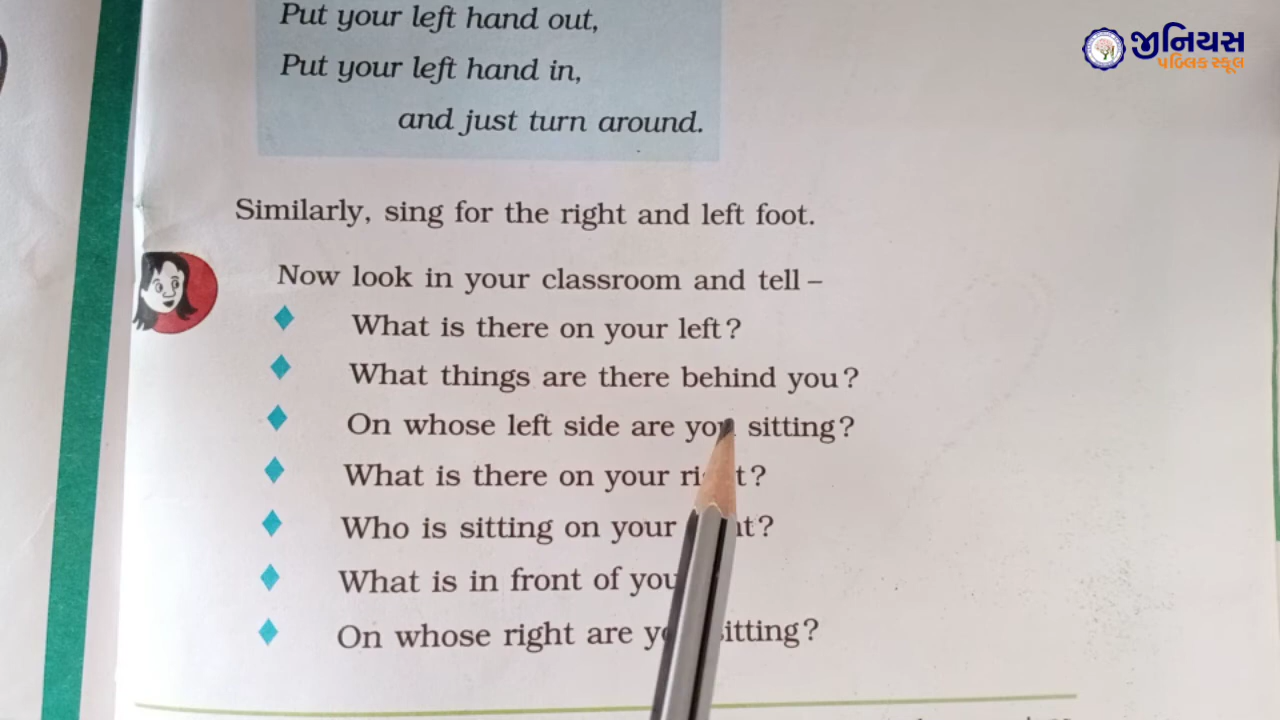 Put your left hand out,
Put your left hand in,
and just turn around.
જીનિયસ
પબ્લિક સ્કૂલ
Similarly, sing for the right and left foot.
Now look in your classroom and tell –
What is there on your left?
What things are there behind you?
On whose left side are you sitting?
What is there on your right?
Who is sitting on your
What is in front of you
On whose right are you sitting?